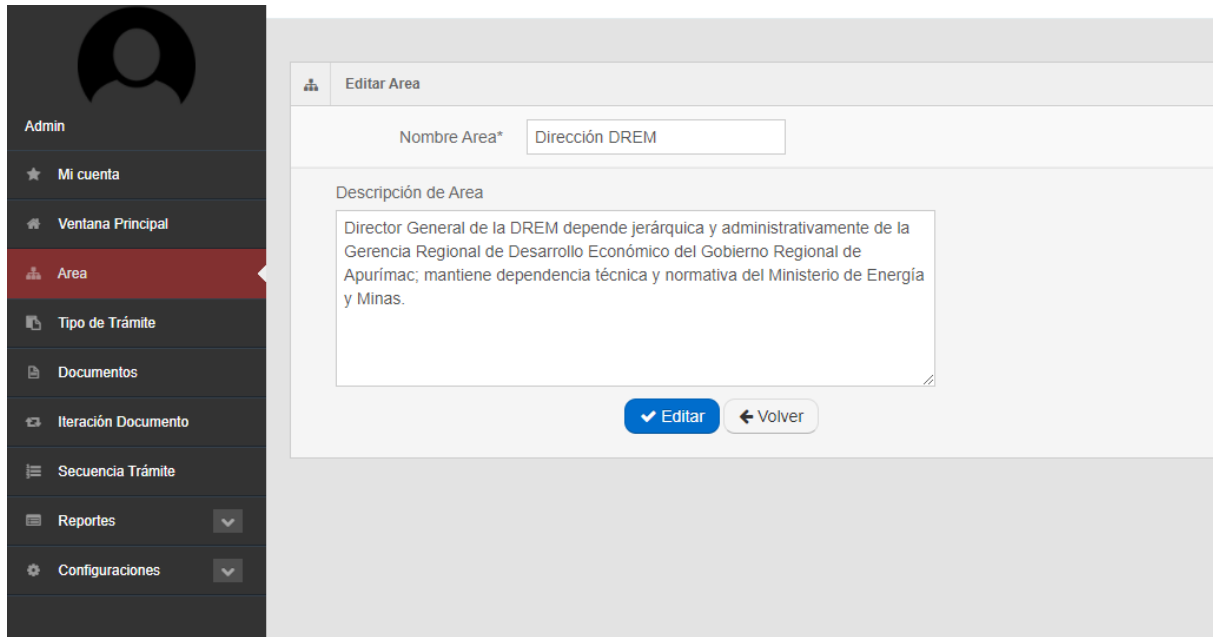 Admin
Mi cuenta
Ventana Principal
Area
Tipo de Trámite
Documentos
Iteración Documento
Secuencia Trámite
Reportes
Configuraciones
Editar Area
Nombre Area*
Dirección DREM
Descripción de Area
Director General de la DREM depende jerárquica y administrativamente de la
Gerencia Regional de Desarrollo Económico del Gobierno Regional de
Apurímac; mantiene dependencia técnica y normativa del Ministerio de Energía
y Minas.
Editar
Volver